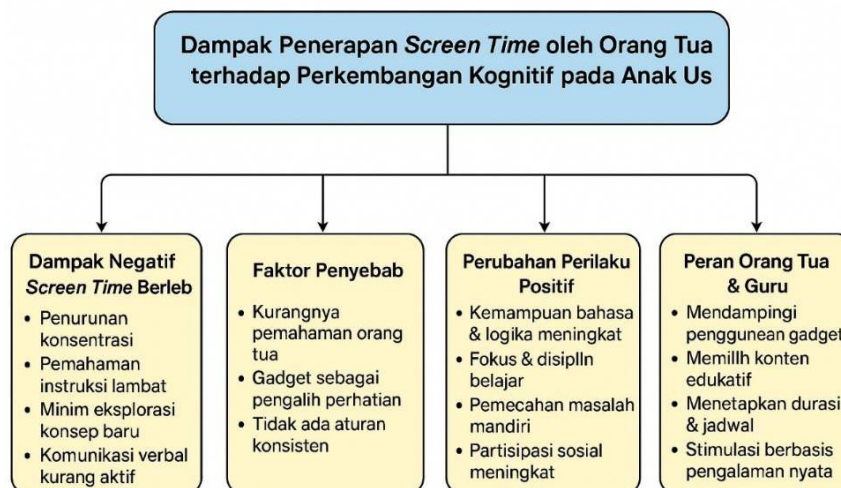 Dampak Penerapan Screen Time oleh Orang Tua
terhadap Perkembangan Kognitif pada Anak Us
Dampak Negatif
Screen Time Berleb
• Penurunan
konsentrasi
• Pemahaman
instruksi lambat
• Minim eksplorasi
konsep baru
• Komunikasi verbal
kurang aktif
Faktor Penyebab
• Kurangnya
pemahaman orang
tua
• Gadget sebagai
pengalih perhatian
• Tidak ada aturan
konsisten
Perubahan Perilaku
Positif
• Kemampuan bahasa
& logika meningkat
• Fokus & disiplln
belajar
• Pemecahan masalah
mandiri
• Partisipasi sosial
meningkat
Peran Orang Tua
& Guru
• Mendampingi
penggunean gadget
• Memillh konten
edukatif
• Menetapkan durasi
& jadwal
• Stimulasi berbasis
pengalaman nyata